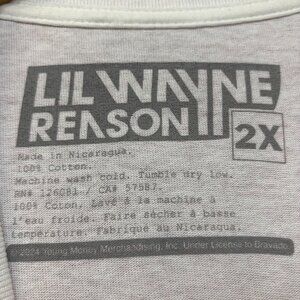 LIL WAYNE
REASON
2X
Made in Nicaragua.
100% Cotton.
Machine wash cold. Tumble dry low.
RN# 126081 / CA# 57987.
100% Coton. Lavé à la machine à
l'eau froide. Faire sécher à basse
température. Fabriqué au Nicaragua.
© 2024 Young Money Merchandising, Inc. Under License to Bravado.